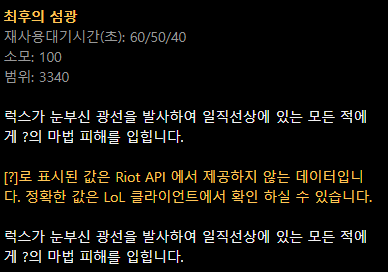 최후의 섬광
재사용대기시간(초): 60/50/40
소모: 100
범위: 3340
럭스가 눈부신 광선을 발사하여 일직선상에 있는 모든 적에
게 ?의 마법 피해를 입힙니다.
[?]로 표시된 값은 Riot API 에서 제공하지 않는 데이터입니
다. 정확한 값은 LoL 클라이언트에서 확인 하실 수 있습니다.
럭스가 눈부신 광선을 발사하여 일직선상에 있는 모든 적에
게 ?의 마법 피해를 입힙니다.